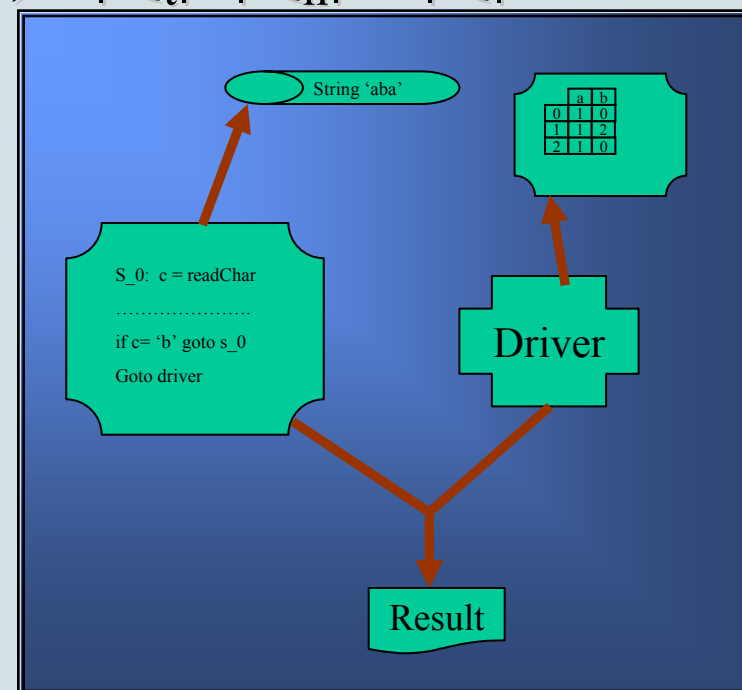 String ‘aba’
a b
0 1 0
1 1 2
2 1 0
S_0: c = readChar
………………….
if c= ‘b’ goto s_0
Goto driver
Driver
Result